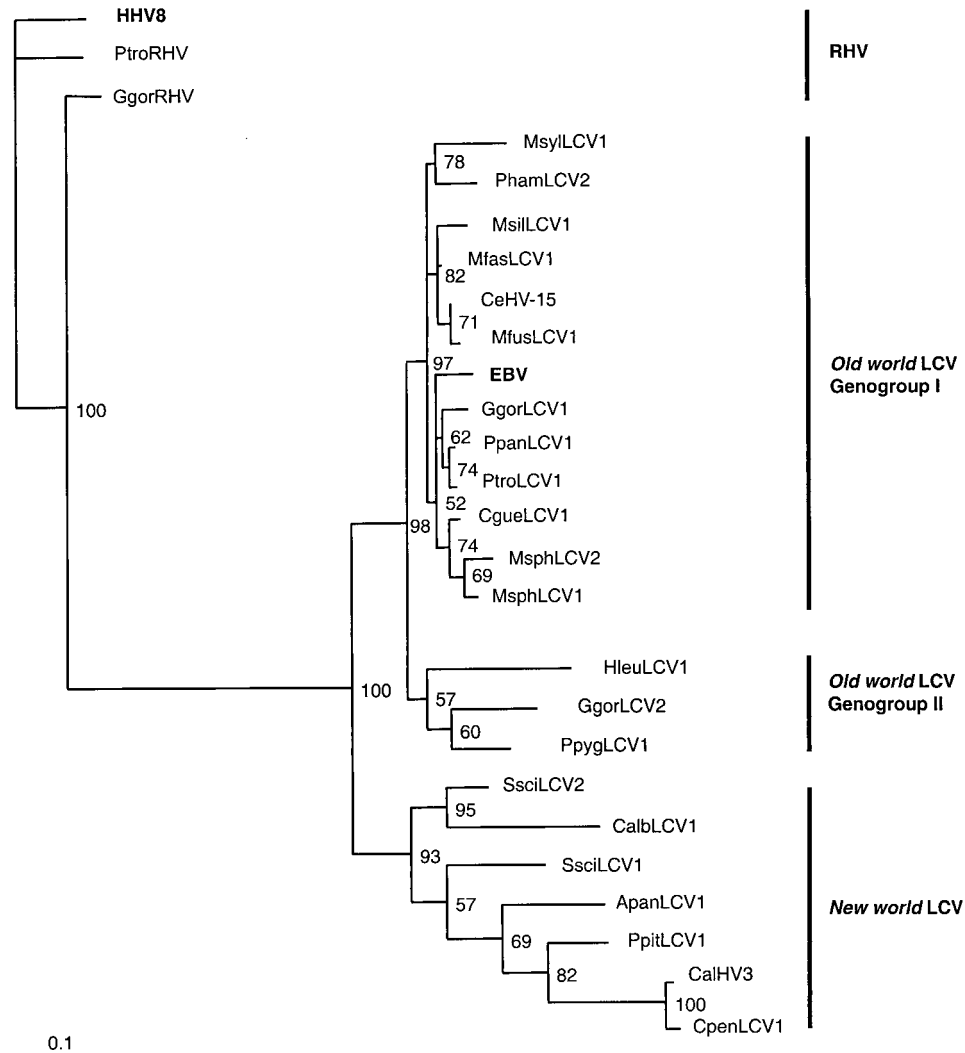 HHV8
PtroRHV
RHV
GgorRHV
MsylLCV1
78
PhamLCV2
MsilLCV1
MfasLCV1
82
CeHV-15
71
MfusLCV1
97
EBV
Old world LCV
Genogroup I
GgorLCV1
100
62
PpanLCV1
74
PtroLCV1
52
CgueLCV1
98
74
MsphLCV2
69
MsphLCV1
HleuLCV1
100
57
GgorLCV2
Old world LCV
Genogroup II
60
PpygLCV1
SsciLCV2
95
CalbLCV1
93
SsciLCV1
57
ApanLCV1
New world LCV
69
PpitLCV1
82
CalHV3
100
CpenLCV1
0.1